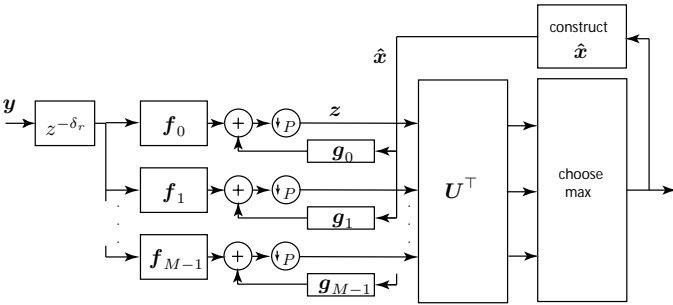 construct
x̂
x̂
y
z^{-δ_r}
f_0
+
↓P
z
g_0
f_1
+
↓P
g_1
U^⊤
choose
max
f_{M−1}
+
↓P
g_{M−1}